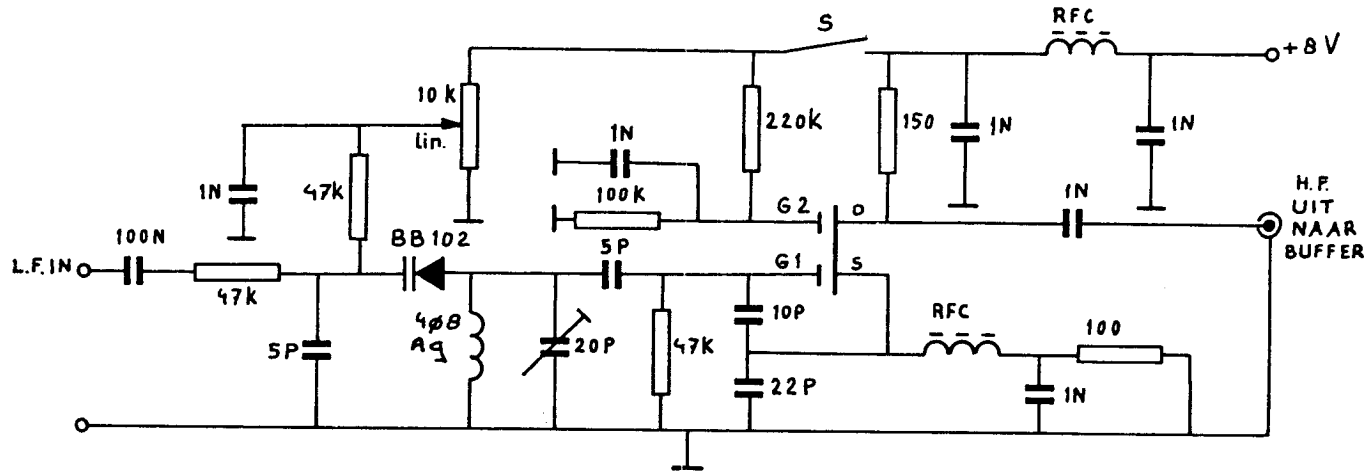 S
RFC
+8V
10k
lin.
220K
150
1N
1N
1N
47k
1N
100K
100N
BB102
G2
D
1N
H.F.
UIT
NAAR
BUFFER
L.F. IN
47k
5P
G1
S
5P
4ø8
Ag
20P
47K
10P
22P
RFC
100
1N